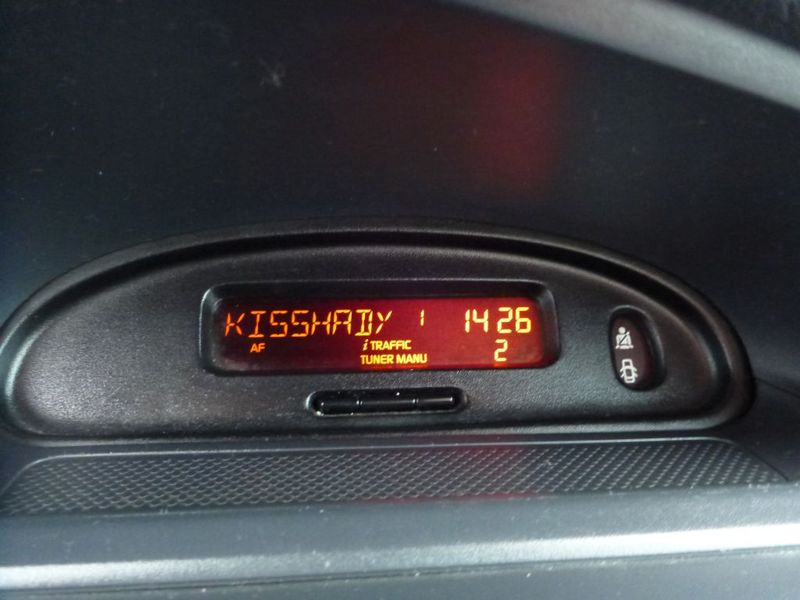 KISSHADY 1 14 26
AF i TRAFFIC 2
TUNER MANU